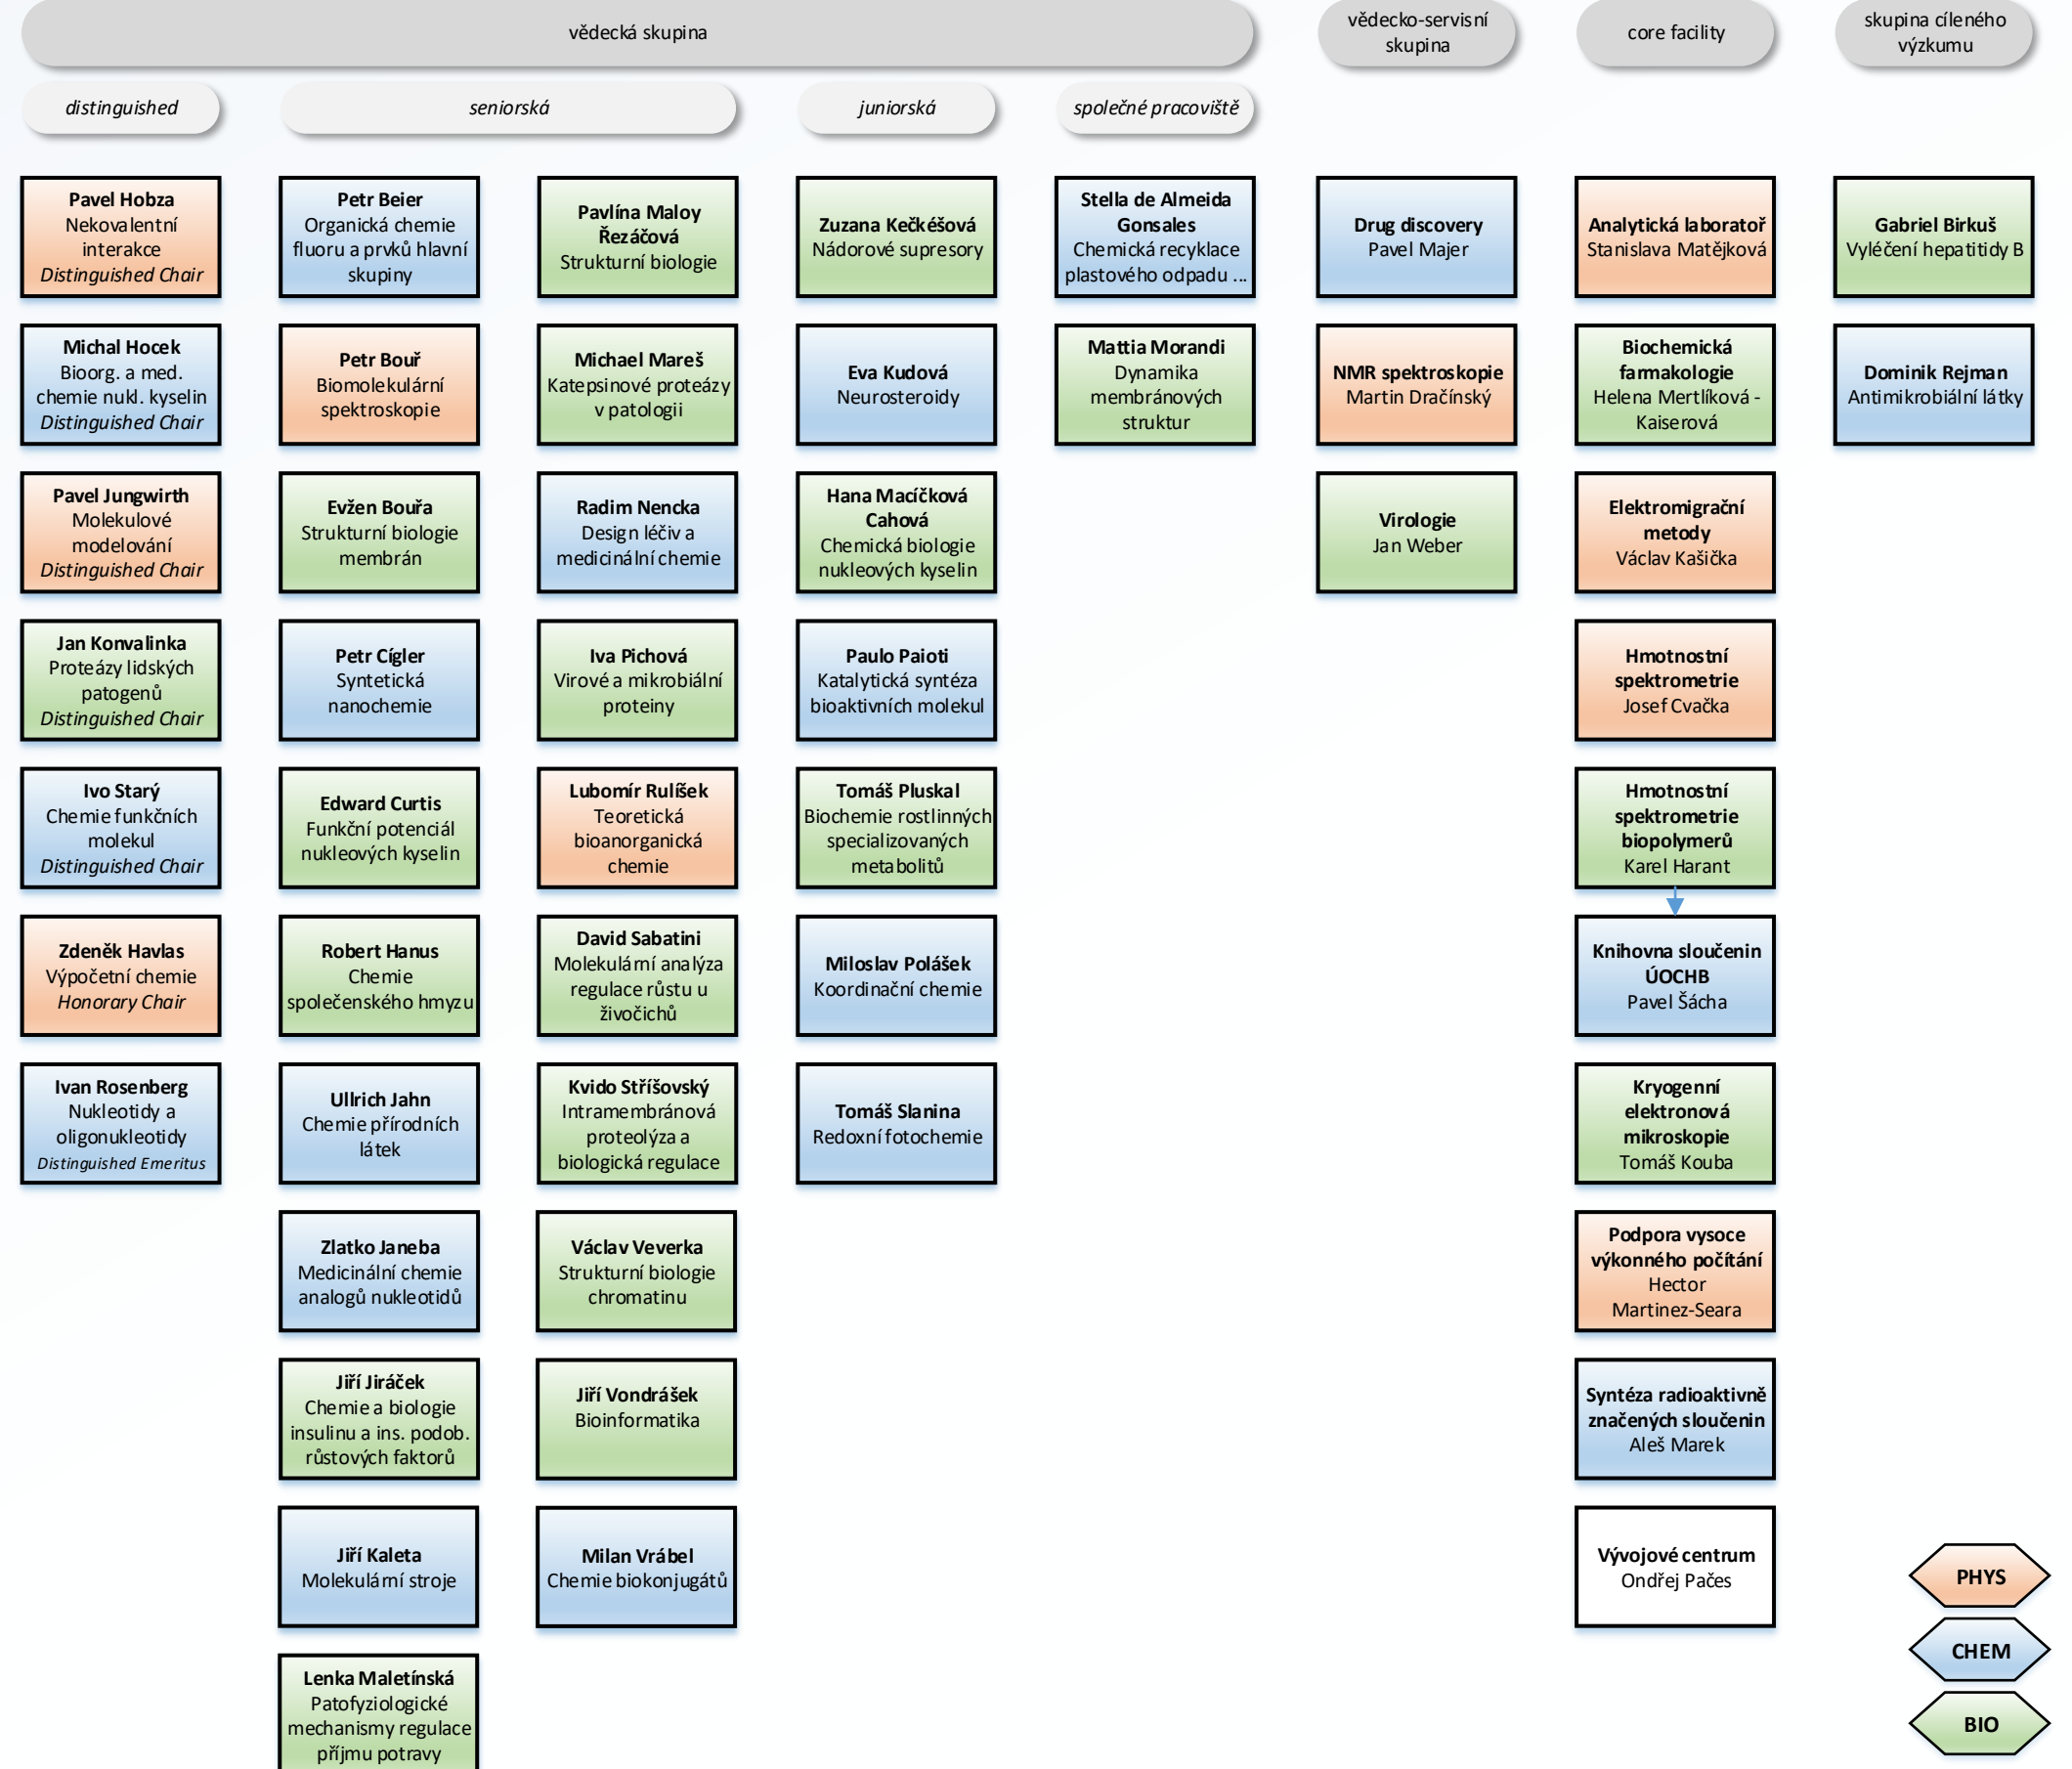 vědecká skupina
vědecko-servisní
skupina
core facility
skupina cíleného
výzkumu
distinguished
seniorská
juniorská
společné pracoviště
Pavel Hobza
Nekovalentní
interakce
Distinguished Chair
Michal Hocek
Bioorg. a med.
chemie nukl. kyselin
Distinguished Chair
Pavel Jungwirth
Molekulové
modelování
Distinguished Chair
Jan Konvalinka
Proteázy lidských
patogenů
Distinguished Chair
Ivo Starý
Chemie funkčních
molekul
Distinguished Chair
Zdeněk Havlas
Výpočetní chemie
Honorary Chair
Ivan Rosenberg
Nukleotidy a
oligonukleotidy
Distinguished Emeritus
Petr Beier
Organická chemie
fluoru a prvků hlavní
skupiny
Petr Bouř
Biomolekulární
spektroskopie
Evžen Bouřa
Strukturní biologie
membrán
Petr Cígler
Syntetická
nanochemie
Edward Curtis
Funkční potenciál
nukleových kyselin
Robert Hanus
Chemie
společenského hmyzu
Ullrich Jahn
Chemie přírodních
látek
Zlatko Janeba
Medicinální chemie
analogů nukleotidů
Jiří Jiráček
Chemie a biologie
insulinu a ins. podob.
růstových faktorů
Jiří Kaleta
Molekulární stroje
Lenka Maletínská
Patofyziologické
mechanismy regulace
příjmu potravy
Pavlína Maloy
Řezáčová
Strukturní biologie
Michael Mareš
Katepsinové proteázy
v patologii
Radim Nencka
Design léčiv a
medicinální chemie
Iva Pichová
Virové a mikrobiální
proteiny
Lubomír Rulíšek
Teoretická
bioanorganická
chemie
David Sabatini
Molekulární analýza
regulace růstu u
živočichů
Kvido Stříšovský
Intramembránová
proteolýza a
biologická regulace
Václav Veverka
Strukturní biologie
chromatinu
Jiří Vondrášek
Bioinformatika
Milan Vrábel
Chemie biokonjugátů
Zuzana Kečkéšová
Nádorové supresory
Eva Kudová
Neurosteroidy
Hana Macíčková
Cahová
Chemická biologie
nukleových kyselin
Paulo Paioti
Katalytická syntéza
bioaktivních molekul
Tomáš Pluskal
Biochemie rostlinných
specializovaných
metabolitů
Miloslav Polášek
Koordinační chemie
Tomáš Slanina
Redoxní fotochemie
Stella de Almeida
Gonsales
Chemická recyklace
plastového odpadu ...
Mattia Morandi
Dynamika
membránových
struktur
Drug discovery
Pavel Majer
NMR spektroskopie
Martin Dračínský
Virologie
Jan Weber
Analytická laboratoř
Stanislava Matějková
Biochemická
farmakologie
Helena Mertlíková -
Kaiserová
Elektromigrační
metody
Václav Kašička
Hmotnostní
spektrometrie
Josef Cvačka
Hmotnostní
spektrometrie
biopolymerů
Karel Harant
Knihovna sloučenin
ÚOCHB
Pavel Šácha
Kryogenní
elektronová
mikroskopie
Tomáš Kouba
Podpora vysoce
výkonného počítání
Hector
Martinez-Seara
Syntéza radioaktivně
značených sloučenin
Aleš Marek
Vývojové centrum
Ondřej Pačes
Gabriel Birkuš
Vyléčení hepatitidy B
Dominik Rejman
Antimikrobiální látky
PHYS
CHEM
BIO